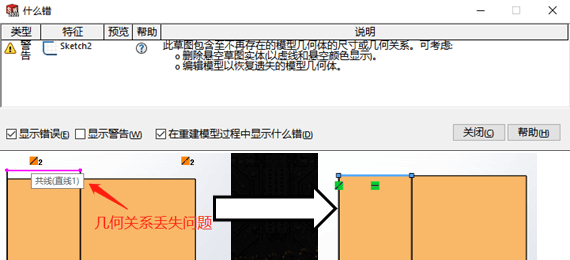 什么错
类型 特征 预览 帮助 说明
警告 Sketch2 此草图包含至不再存在的模型几何体的尺寸或几何关系。可考虑:
o 删除悬空草图实体(以虚线和悬空颜色显示)。
o 编辑模型以恢复遗失的模型几何体。
显示错误(E) 显示警告(W) 在重建模型过程中显示什么错(D) 关闭(C) 帮助(H)
2 2
共线(直线1)
几何关系丢失问题